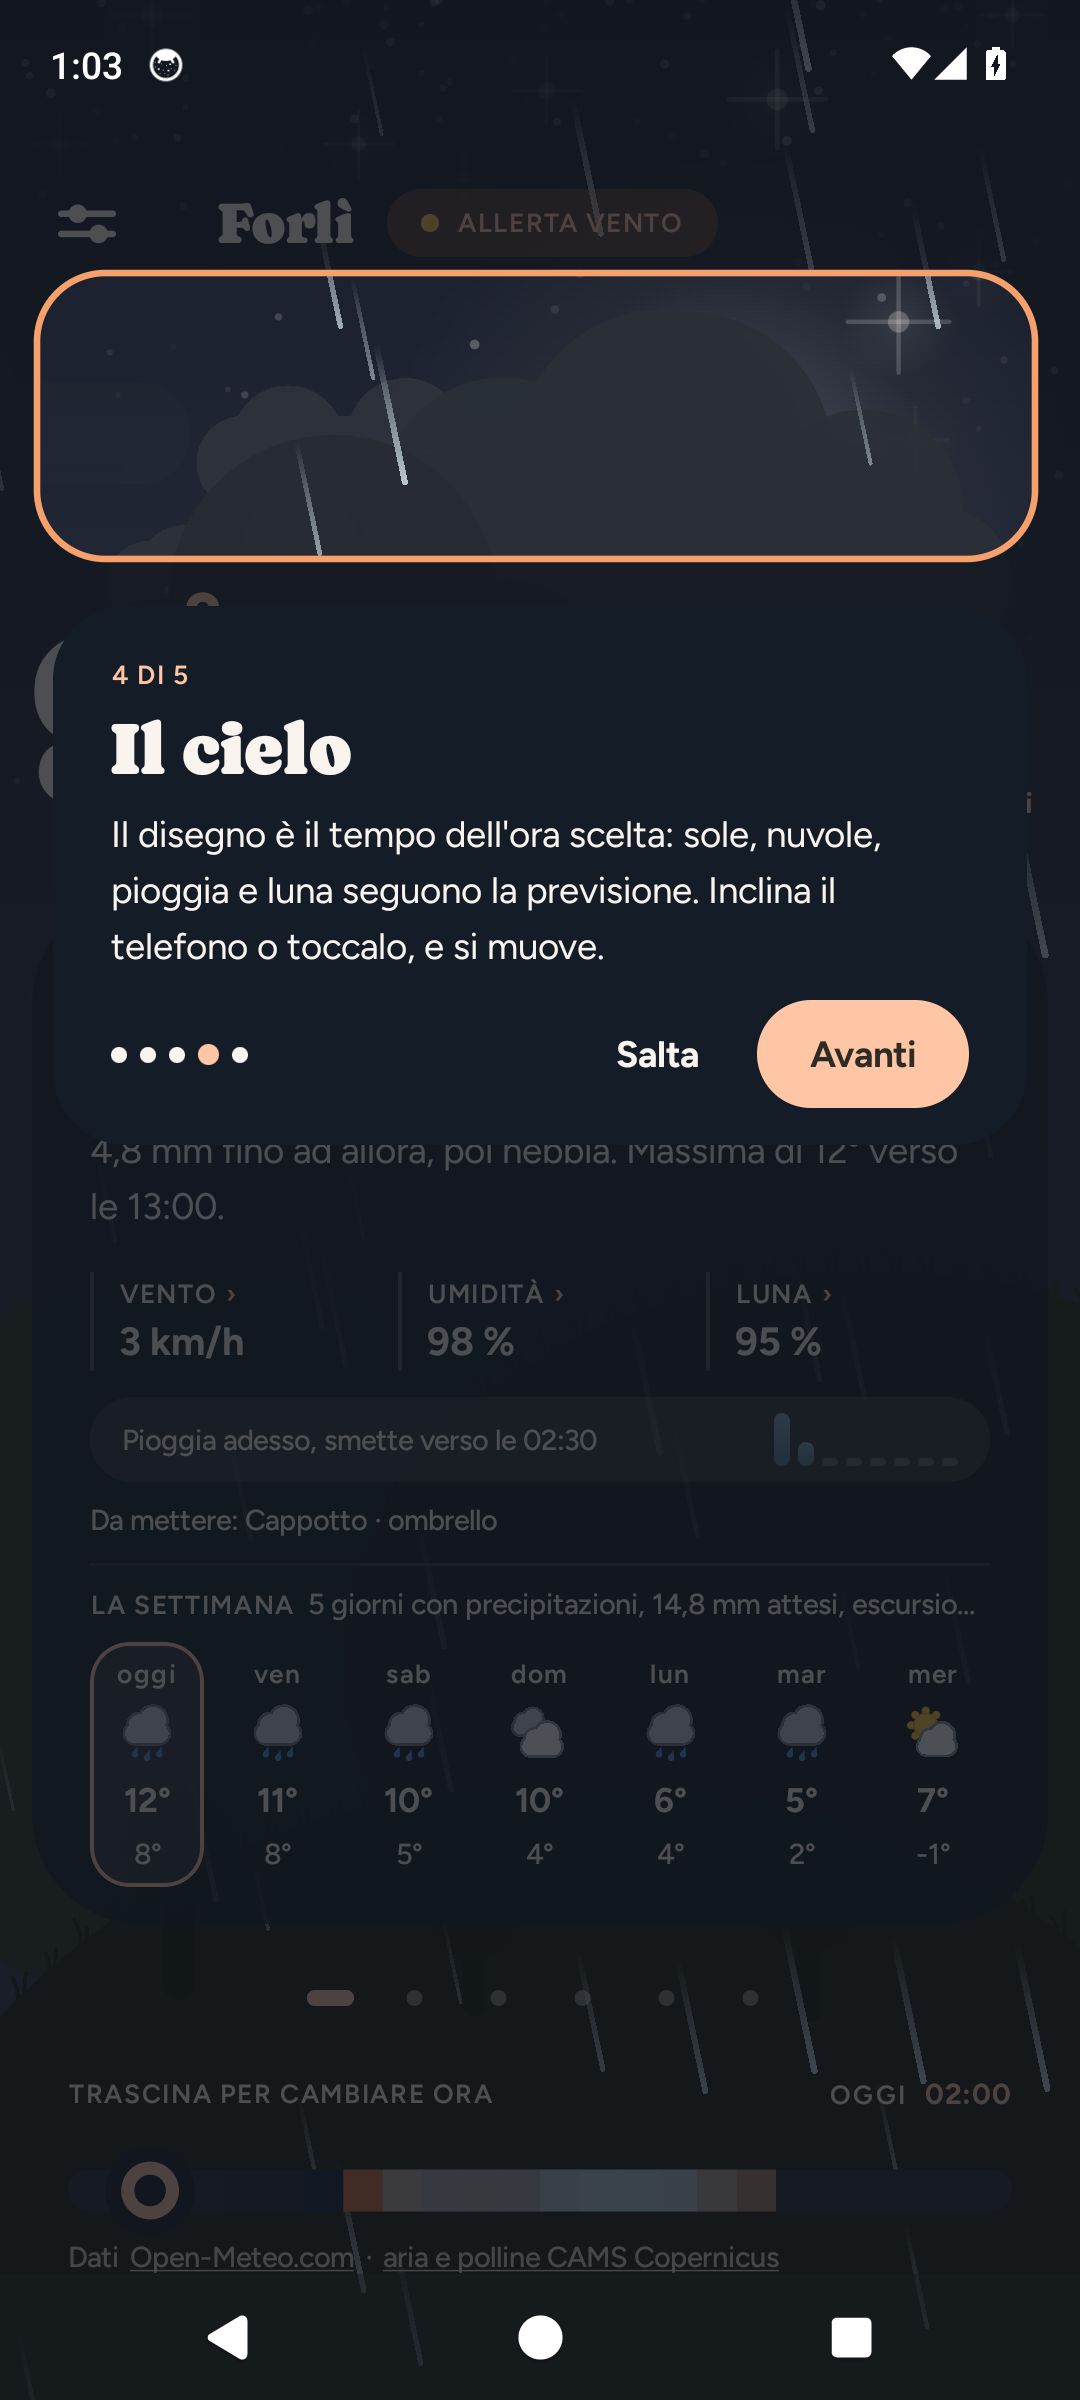 1:03
Forlì
ALLERTA VENTO
4 DI 5
Il cielo
Il disegno è il tempo dell'ora scelta: sole, nuvole,
pioggia e luna seguono la previsione. Inclina il
telefono o toccalo, e si muove.
Salta
Avanti
4,8 mm fino ad allora, poi nebbia. Massima di 12° verso
le 13:00.
VENTO ›
UMIDITÀ ›
LUNA ›
3 km/h
98 %
95 %
Pioggia adesso, smette verso le 02:30
Da mettere: Cappotto · ombrello
LA SETTIMANA 5 giorni con precipitazioni, 14,8 mm attesi, escursio...
oggi ven sab dom lun mar mer
12° 11° 10° 10° 6° 5° 7°
8° 8° 5° 4° 4° 2° -1°
TRASCINA PER CAMBIARE ORA
OGGI 02:00
Dati Open-Meteo.com · aria e polline CAMS Copernicus